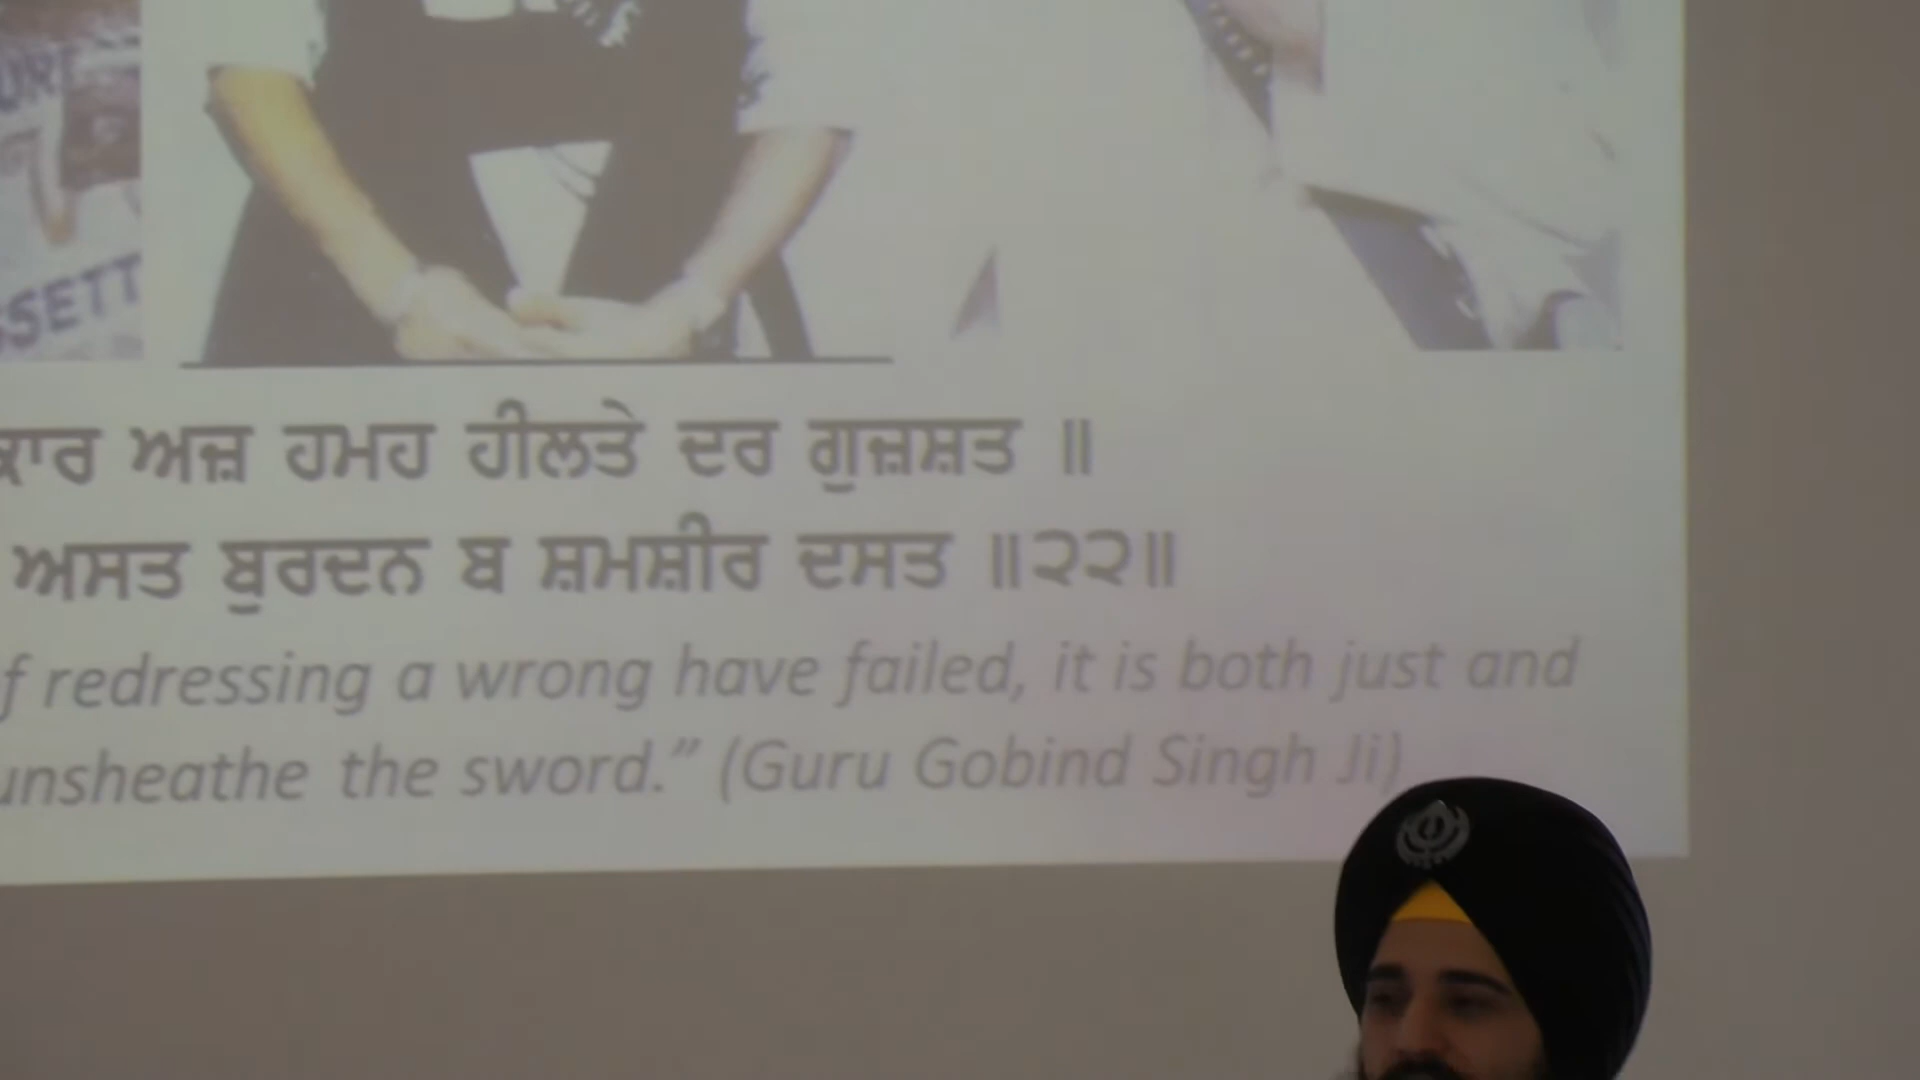 SSETT
ਕਾਰ ਅਜ਼ ਹਮਹ ਹੀਲਤੇ ਦਰ ਗੁਜ਼ਸ਼ਤ ॥
ਅਸਤ ਬੁਰਦਨ ਬ ਸ਼ਮਸ਼ੀਰ ਦਸਤ ॥੨੨॥
f redressing a wrong have failed, it is both just and
unsheathe the sword.” (Guru Gobind Singh Ji)